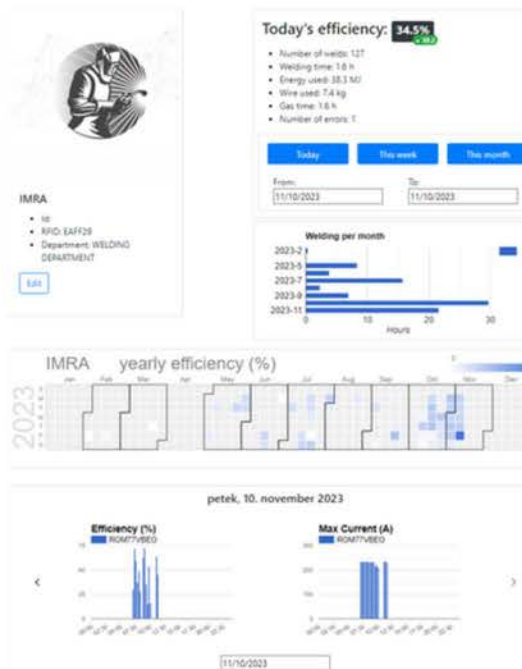 Today's efficiency: 34.5%
Number of welds: 127
Welding time: 1.6 h
Energy used: 38.3 MJ
Wire used: 7.4 kg
Gas time: 1.6 h
Number of errors: 1
Today This week This month
From: To:
11/10/2023 11/10/2023
IMRA
Id:
RFID: EAFF29
Department: WELDING
DEPARTMENT
Edit
Welding per month
2023-2
2023-5
2023-7
2023-9
2023-11
0 10 20 30
Hours
IMRA yearly efficiency (%)
0
Jan Feb Mar Apr May Jun Jul Aug Sep Oct Nov Dec
2023
petek, 10. november 2023
Efficiency (%)
Max Current (A)
11/10/2023